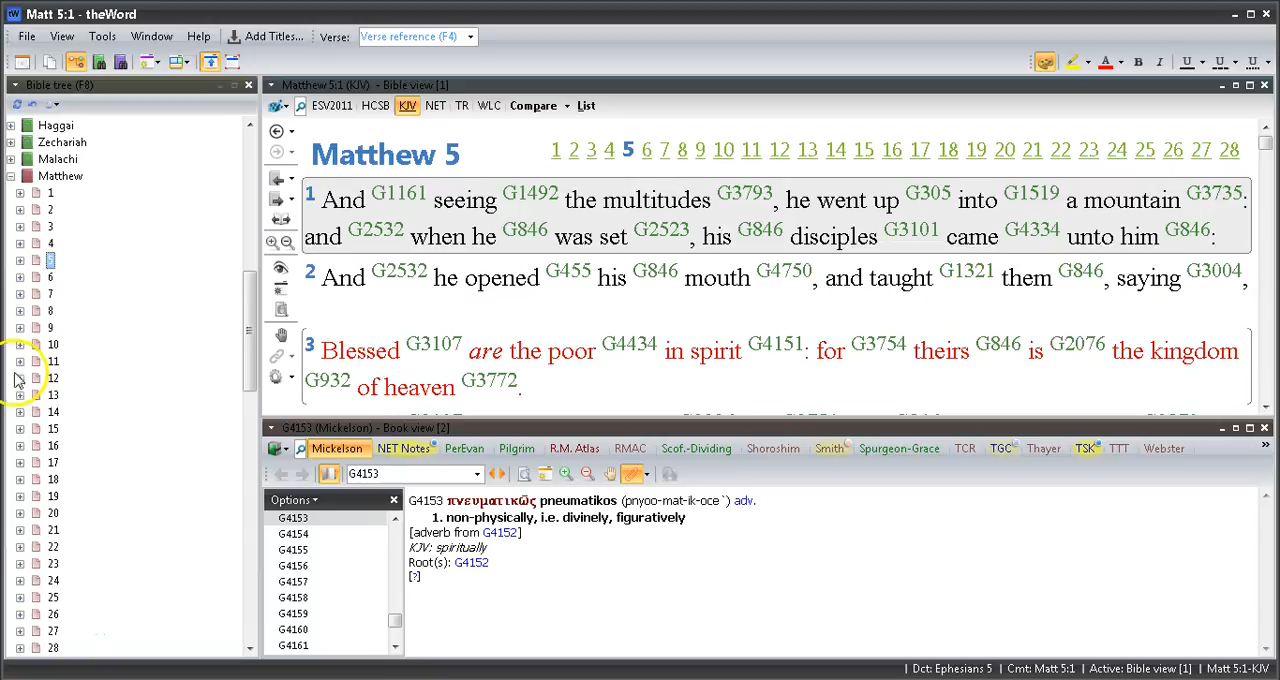 Matt 5:1 - theWord
File View Tools Window Help Add Titles... Verse: Verse reference (F4)
Bible tree (F8)
Haggai
Zechariah
Malachi
Matthew
1
2
3
4
5
6
7
8
9
10
11
12
13
14
15
16
17
18
19
20
21
22
23
24
25
26
27
28
Matthew 5:1 (KJV) - Bible view [1]
ESV2011 HCSB KJV NET TR WLC Compare List
Matthew 5 1 2 3 4 5 6 7 8 9 10 11 12 13 14 15 16 17 18 19 20 21 22 23 24 25 26 27 28
1 And G1161 seeing G1492 the multitudes G3793, he went up G305 into G1519 a mountain G3735:
and G2532 when he G846 was set G2523, his G846 disciples G3101 came G4334 unto him G846:
2 And G2532 he opened G455 his G846 mouth G4750, and taught G1321 them G846, saying G3004,
3 Blessed G3107 are the poor G4434 in spirit G4151: for G3754 theirs G846 is G2076 the kingdom
G932 of heaven G3772.
G4153 (Mickelson) - Book view [2]
Mickelson NET Notes PerEvan Pilgrim R.M. Atlas RMAC Scof.-Dividing Shoroshim Smith Spurgeon-Grace TCR TGC Thayer TSK TTT Webster
G4153
Options
G4153
G4154
G4155
G4156
G4157
G4158
G4159
G4160
G4161
G4153 πνευματικῶς pneumatikos (pnyoo-mat-ik-oce`) adv.
1. non-physically, i.e. divinely, figuratively
[adverb from G4152]
KJV: spiritually
Root(s): G4152
[?]
Dct: Ephesians 5 | Cmt: Matt 5:1 | Active: Bible view [1] | Matt 5:1-KJV